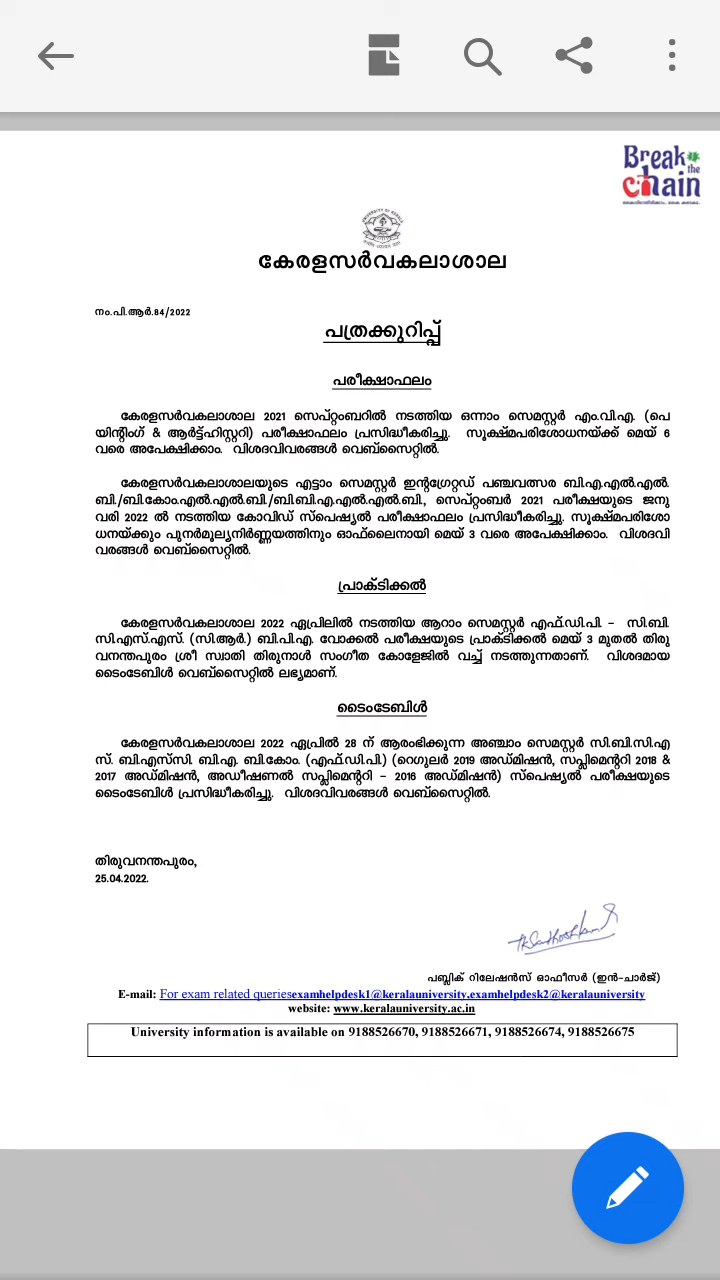 Break
the
chain
കേരളസർവകലാശാല
നം.പി.ആർ.84/2022
പത്രക്കുറിപ്പ്
പരീക്ഷാഫലം
കേരളസർവകലാശാല 2021 സെപ്റ്റംബറിൽ നടത്തിയ ഒന്നാം സെമസ്റ്റർ എം.വി.എ. (പെ
യിന്റിംഗ് & ആർട്ട്ഹിസ്റ്ററി) പരീക്ഷാഫലം പ്രസിദ്ധീകരിച്ചു. സൂക്ഷ്മപരിശോധനയ്ക്ക് മെയ് 6
വരെ അപേക്ഷിക്കാം. വിശദവിവരങ്ങൾ വെബ്സൈറ്റിൽ.
കേരളസർവകലാശാലയുടെ എട്ടാം സെമസ്റ്റർ ഇന്റഗ്രേറ്റഡ് പഞ്ചവത്സര ബി.എ.എൽ.എൽ.
ബി./ബി.കോം.എൽ.എൽ.ബി./ബി.ബി.എ.എൽ.എൽ.ബി., സെപ്റ്റംബർ 2021 പരീക്ഷയുടെ ജനു
വരി 2022 ൽ നടത്തിയ കോവിഡ് സ്പെഷ്യൽ പരീക്ഷാഫലം പ്രസിദ്ധീകരിച്ചു. സൂക്ഷ്മപരിശോ
ധനയ്ക്കും പുനർമൂല്യനിർണ്ണയത്തിനും ഓഫ്‌ലൈനായി മെയ് 3 വരെ അപേക്ഷിക്കാം. വിശദവി
വരങ്ങൾ വെബ്സൈറ്റിൽ.
പ്രാക്ടിക്കൽ
കേരളസർവകലാശാല 2022 ഏപ്രിലിൽ നടത്തിയ ആറാം സെമസ്റ്റർ എഫ്.ഡി.പി. – സി.ബി.
സി.എസ്.എസ്. (സി.ആർ.) ബി.പി.എ. വോക്കൽ പരീക്ഷയുടെ പ്രാക്ടിക്കൽ മെയ് 3 മുതൽ തിരു
വനന്തപുരം ശ്രീ സ്വാതി തിരുനാൾ സംഗീത കോളേജിൽ വച്ച് നടത്തുന്നതാണ്. വിശദമായ
ടൈംടേബിൾ വെബ്സൈറ്റിൽ ലഭ്യമാണ്.
ടൈംടേബിൾ
കേരളസർവകലാശാല 2022 ഏപ്രിൽ 28 ന് ആരംഭിക്കുന്ന അഞ്ചാം സെമസ്റ്റർ സി.ബി.സി.എ
സ്. ബി.എസ്‌സി. ബി.എ. ബി.കോം. (എഫ്.ഡി.പി.) (റെഗുലർ 2019 അഡ്മിഷൻ, സപ്ലിമെന്ററി 2018 &
2017 അഡ്മിഷൻ, അഡീഷണൽ സപ്ലിമെന്ററി – 2016 അഡ്മിഷൻ) സ്പെഷ്യൽ പരീക്ഷയുടെ
ടൈംടേബിൾ പ്രസിദ്ധീകരിച്ചു. വിശദവിവരങ്ങൾ വെബ്സൈറ്റിൽ.
തിരുവനന്തപുരം,
25.04.2022.
പബ്ലിക് റിലേഷൻസ് ഓഫീസർ (ഇൻ-ചാർജ്)
E-mail: For exam related queriesexamhelpdesk1@keralauniversity.examhelpdesk2@keralauniversity
website: www.keralauniversity.ac.in
University information is available on 9188526670, 9188526671, 9188526674, 9188526675